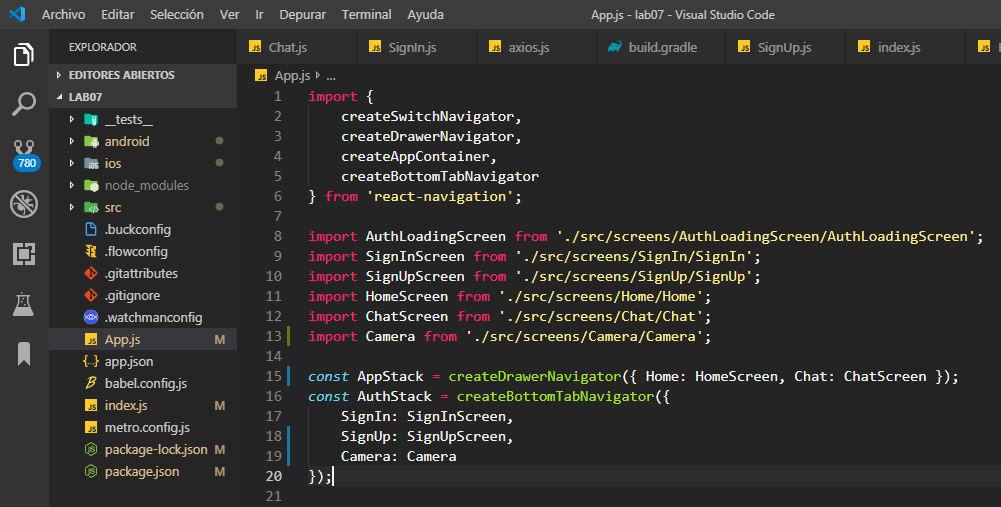 Archivo Editar Selección Ver Ir Depurar Terminal Ayuda App.js - lab07 - Visual Studio Code
EXPLORADOR
EDITORES ABIERTOS
LAB07
__tests__
android
ios
node_modules
src
.buckconfig
.flowconfig
.gitattributes
.gitignore
.watchmanconfig
App.js M
app.json
babel.config.js
index.js M
metro.config.js
package-lock.json M
package.json M
780
JS Chat.js JS SignIn.js JS axios.js build.gradle JS SignUp.js JS index.js JS
JS App.js › ...
1 import {
2 createSwitchNavigator,
3 createDrawerNavigator,
4 createAppContainer,
5 createBottomTabNavigator
6 } from 'react-navigation';
7
8 import AuthLoadingScreen from './src/screens/AuthLoadingScreen/AuthLoadingScreen';
9 import SignInScreen from './src/screens/SignIn/SignIn';
10 import SignUpScreen from './src/screens/SignUp/SignUp';
11 import HomeScreen from './src/screens/Home/Home';
12 import ChatScreen from './src/screens/Chat/Chat';
13 import Camera from './src/screens/Camera/Camera';
14
15 const AppStack = createDrawerNavigator({ Home: HomeScreen, Chat: ChatScreen });
16 const AuthStack = createBottomTabNavigator({
17 SignIn: SignInScreen,
18 SignUp: SignUpScreen,
19 Camera: Camera
20 });
21